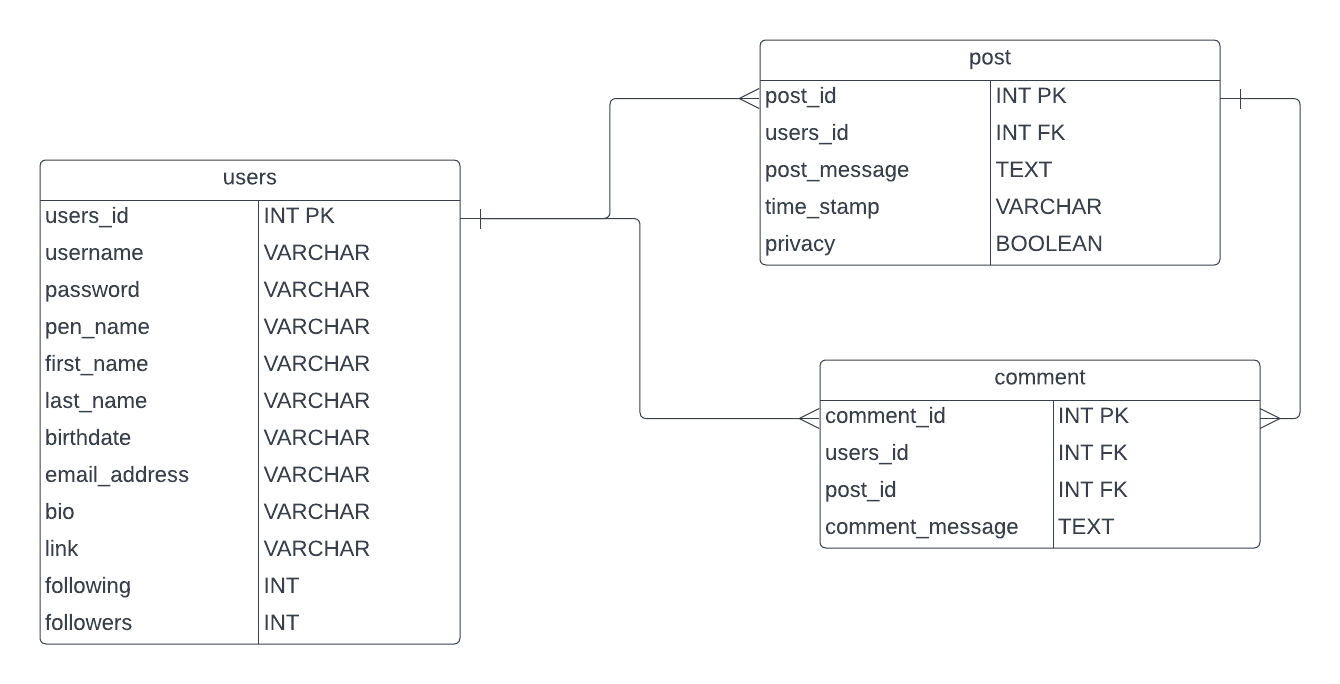 users
users_id INT PK
username VARCHAR
password VARCHAR
pen_name VARCHAR
first_name VARCHAR
last_name VARCHAR
birthdate VARCHAR
email_address VARCHAR
bio VARCHAR
link VARCHAR
following INT
followers INT
post
post_id INT PK
users_id INT FK
post_message TEXT
time_stamp VARCHAR
privacy BOOLEAN
comment
comment_id INT PK
users_id INT FK
post_id INT FK
comment_message TEXT